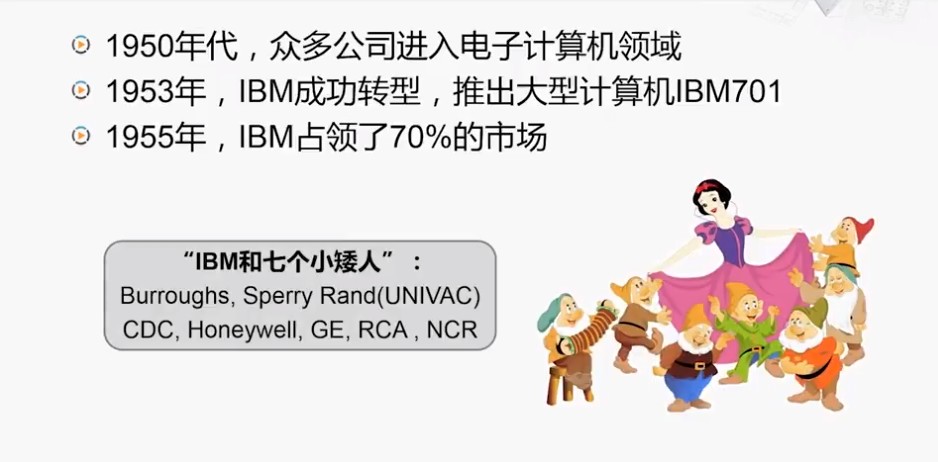 1950年代，众多公司进入电子计算机领域
1953年，IBM成功转型，推出大型计算机IBM701
1955年，IBM占领了70%的市场
“IBM和七个小矮人”：
Burroughs, Sperry Rand(UNIVAC)
CDC, Honeywell, GE, RCA , NCR